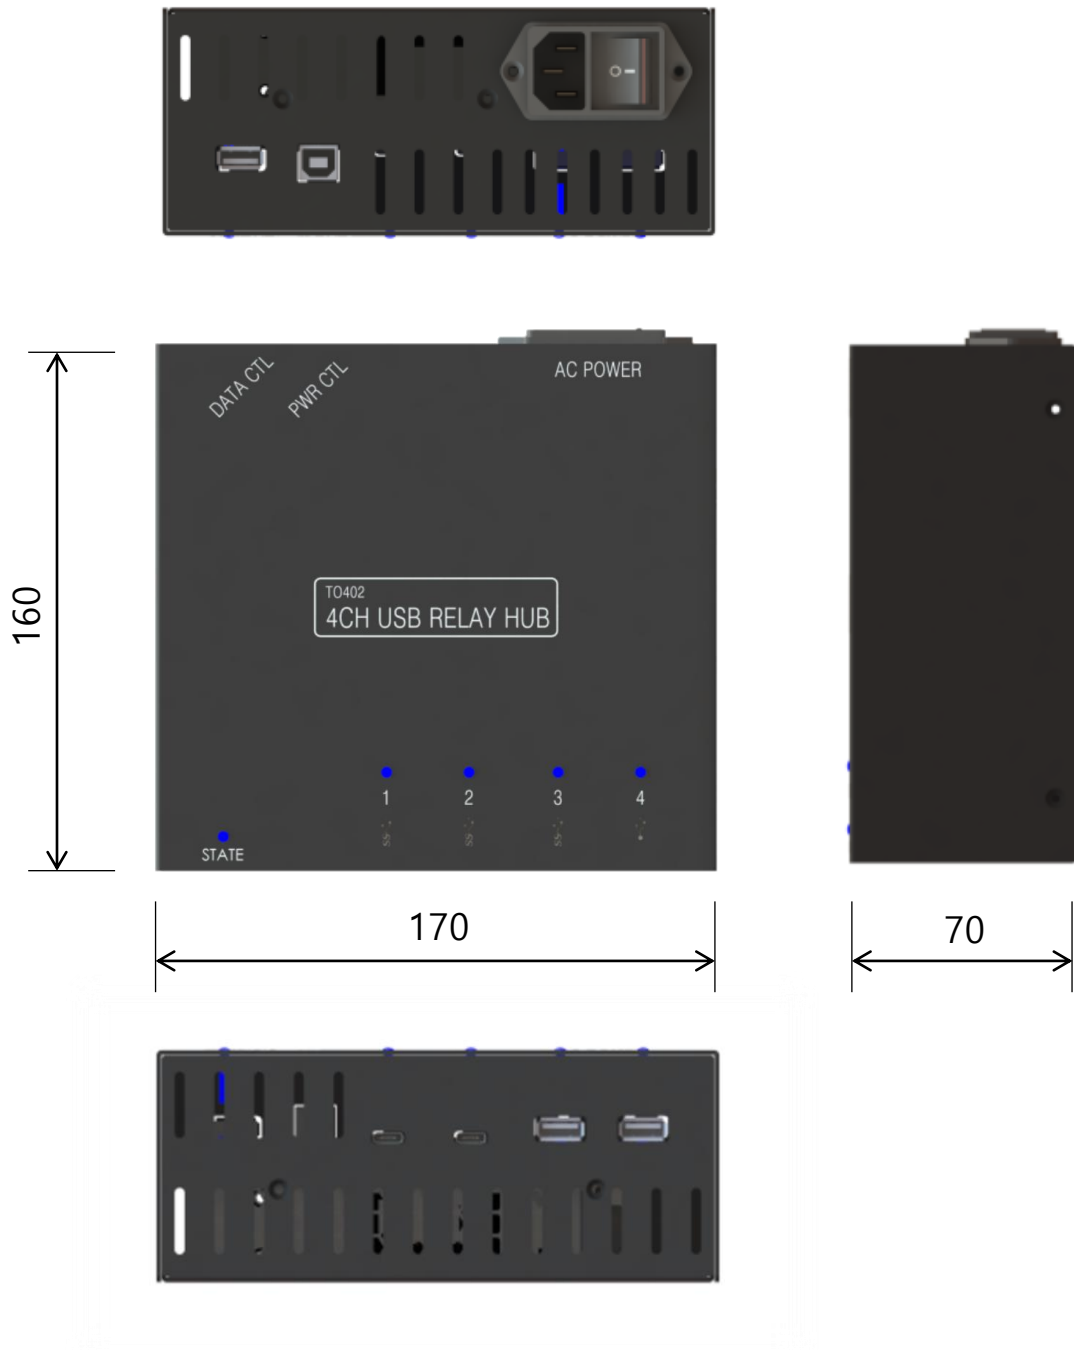 DATA CTL
PWR CTL
AC POWER
TO402
4CH USB RELAY HUB
1 2 3 4
STATE
160
170
70